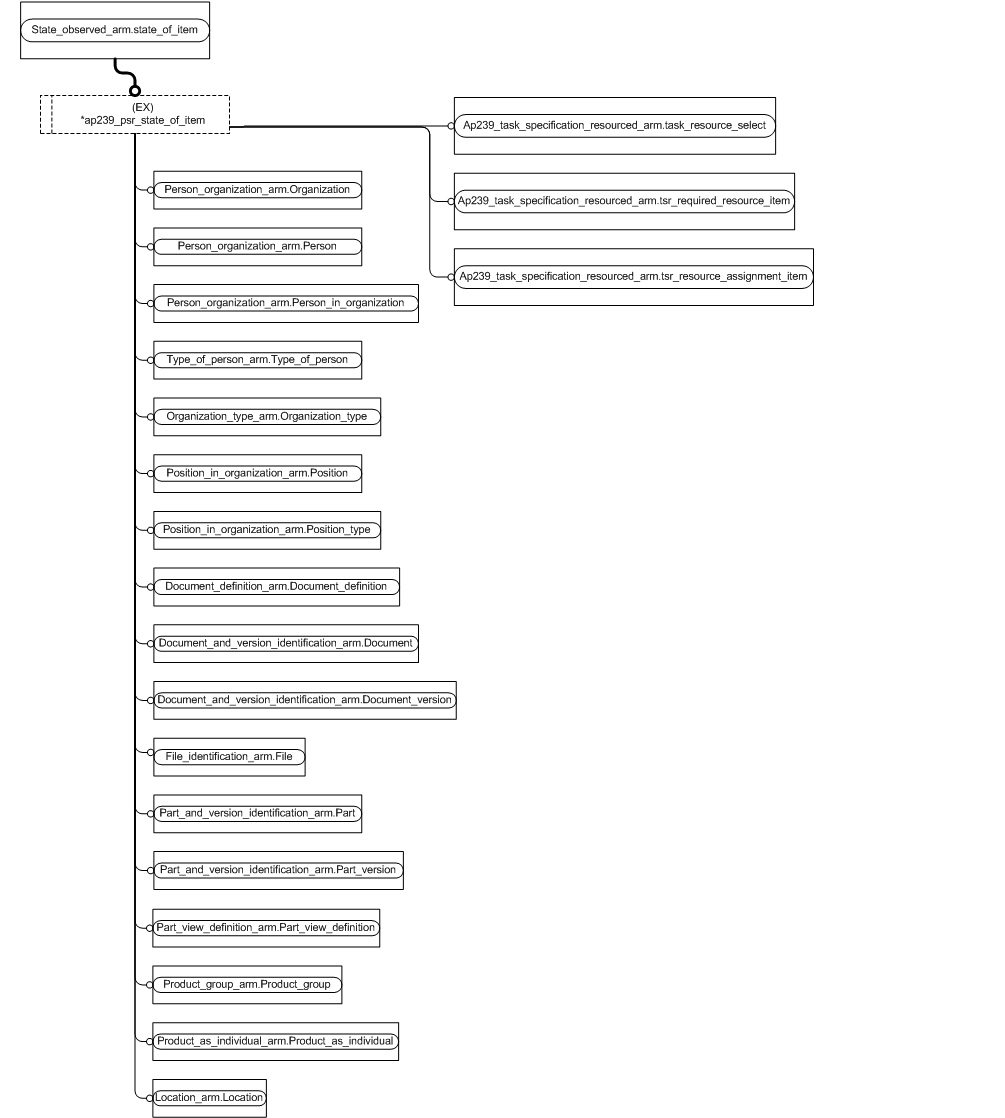 State_observed_arm.state_of_item
(EX)
*ap239_psr_state_of_item
Ap239_task_specification_resourced_arm.task_resource_select
Ap239_task_specification_resourced_arm.tsr_required_resource_item
Ap239_task_specification_resourced_arm.tsr_resource_assignment_item
Person_organization_arm.Organization
Person_organization_arm.Person
Person_organization_arm.Person_in_organization
Type_of_person_arm.Type_of_person
Organization_type_arm.Organization_type
Position_in_organization_arm.Position
Position_in_organization_arm.Position_type
Document_definition_arm.Document_definition
Document_and_version_identification_arm.Document
Document_and_version_identification_arm.Document_version
File_identification_arm.File
Part_and_version_identification_arm.Part
Part_and_version_identification_arm.Part_version
Part_view_definition_arm.Part_view_definition
Product_group_arm.Product_group
Product_as_individual_arm.Product_as_individual
Location_arm.Location